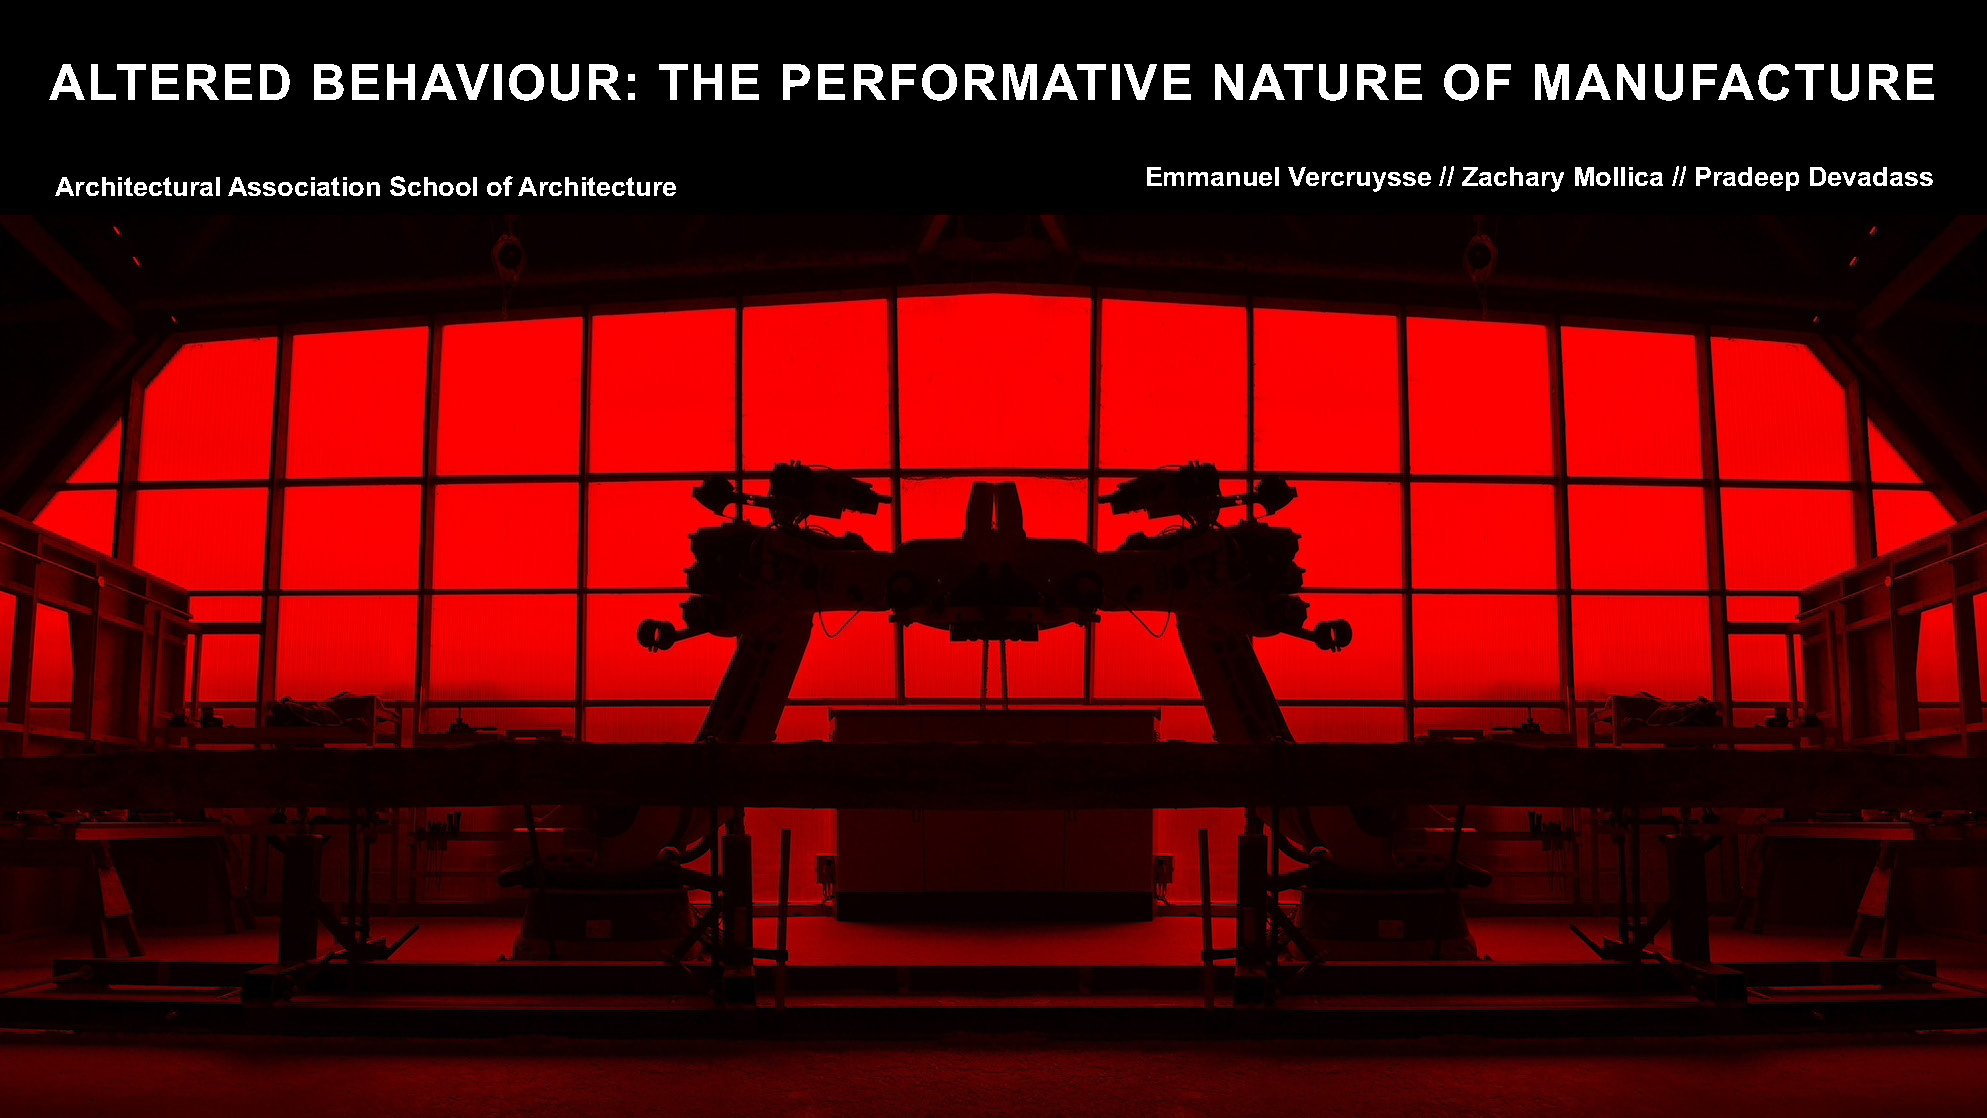 ALTERED BEHAVIOUR: THE PERFORMATIVE NATURE OF MANUFACTURE
Architectural Association School of Architecture
Emmanuel Vercruysse // Zachary Mollica // Pradeep Devadass